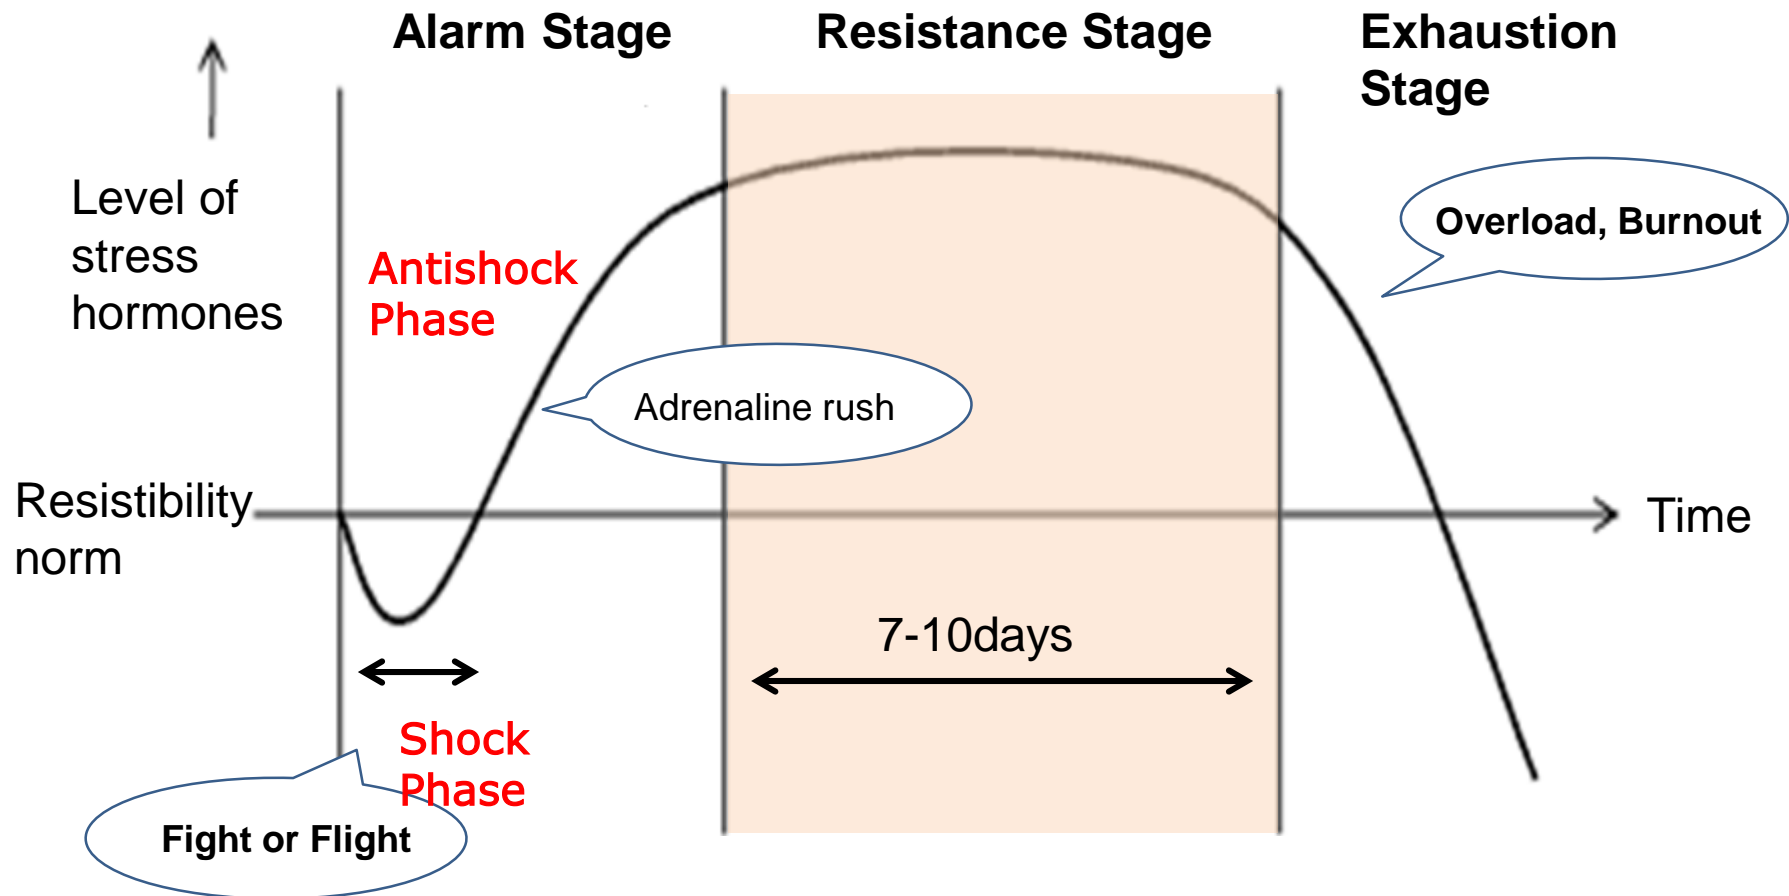 Alarm Stage
Resistance Stage
Exhaustion
Stage
Level of
stress
hormones
Antishock
Phase
Overload, Burnout
Adrenaline rush
Resistibility
norm
Time
7-10days
Shock
Phase
Fight or Flight